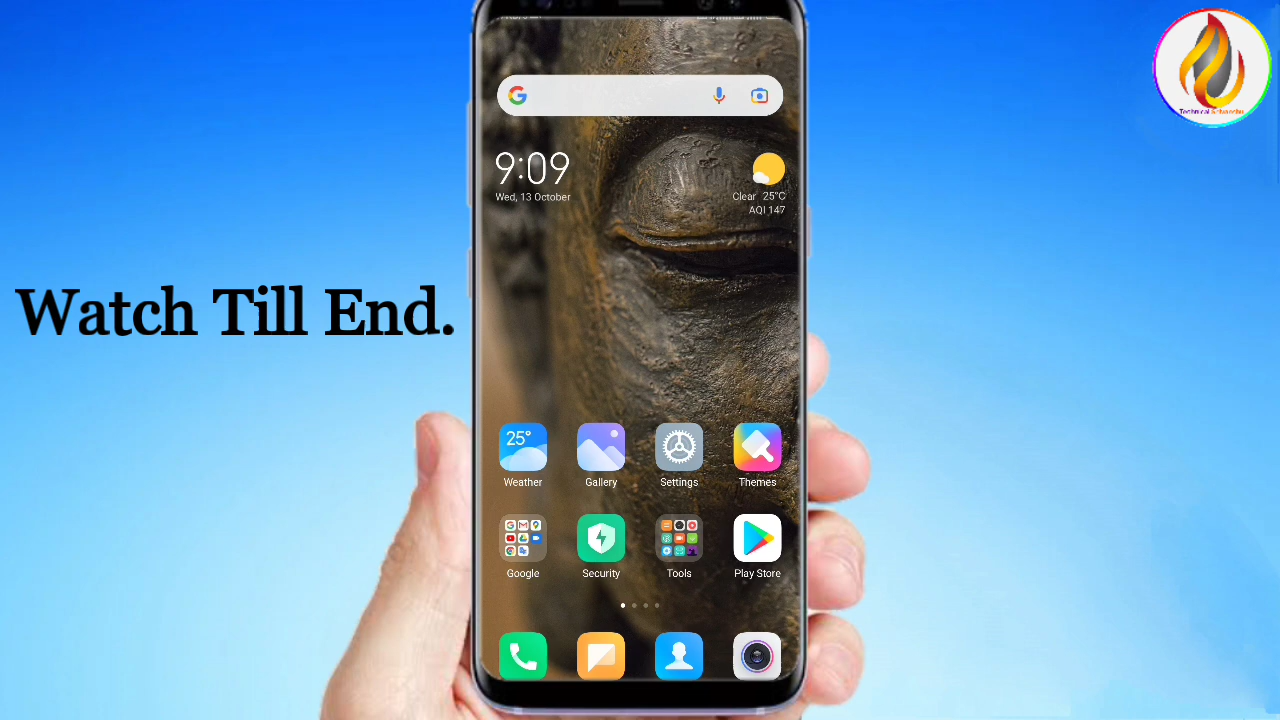 9:09
Wed, 13 October
Clear 25°C
AQI 147
Watch Till End.
25°
Weather
Gallery
Settings
Themes
Google
Security
Tools
Play Store
Technical